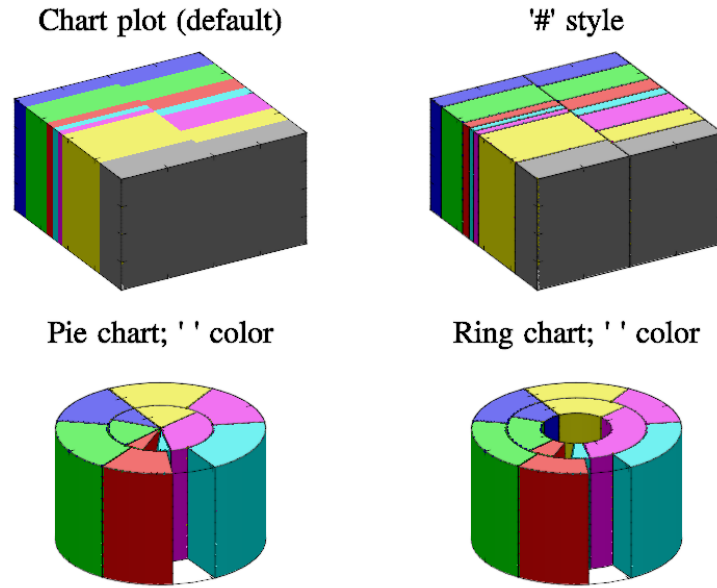 Chart plot (default)
'#' style
Pie chart; ' ' color
Ring chart; ' ' color